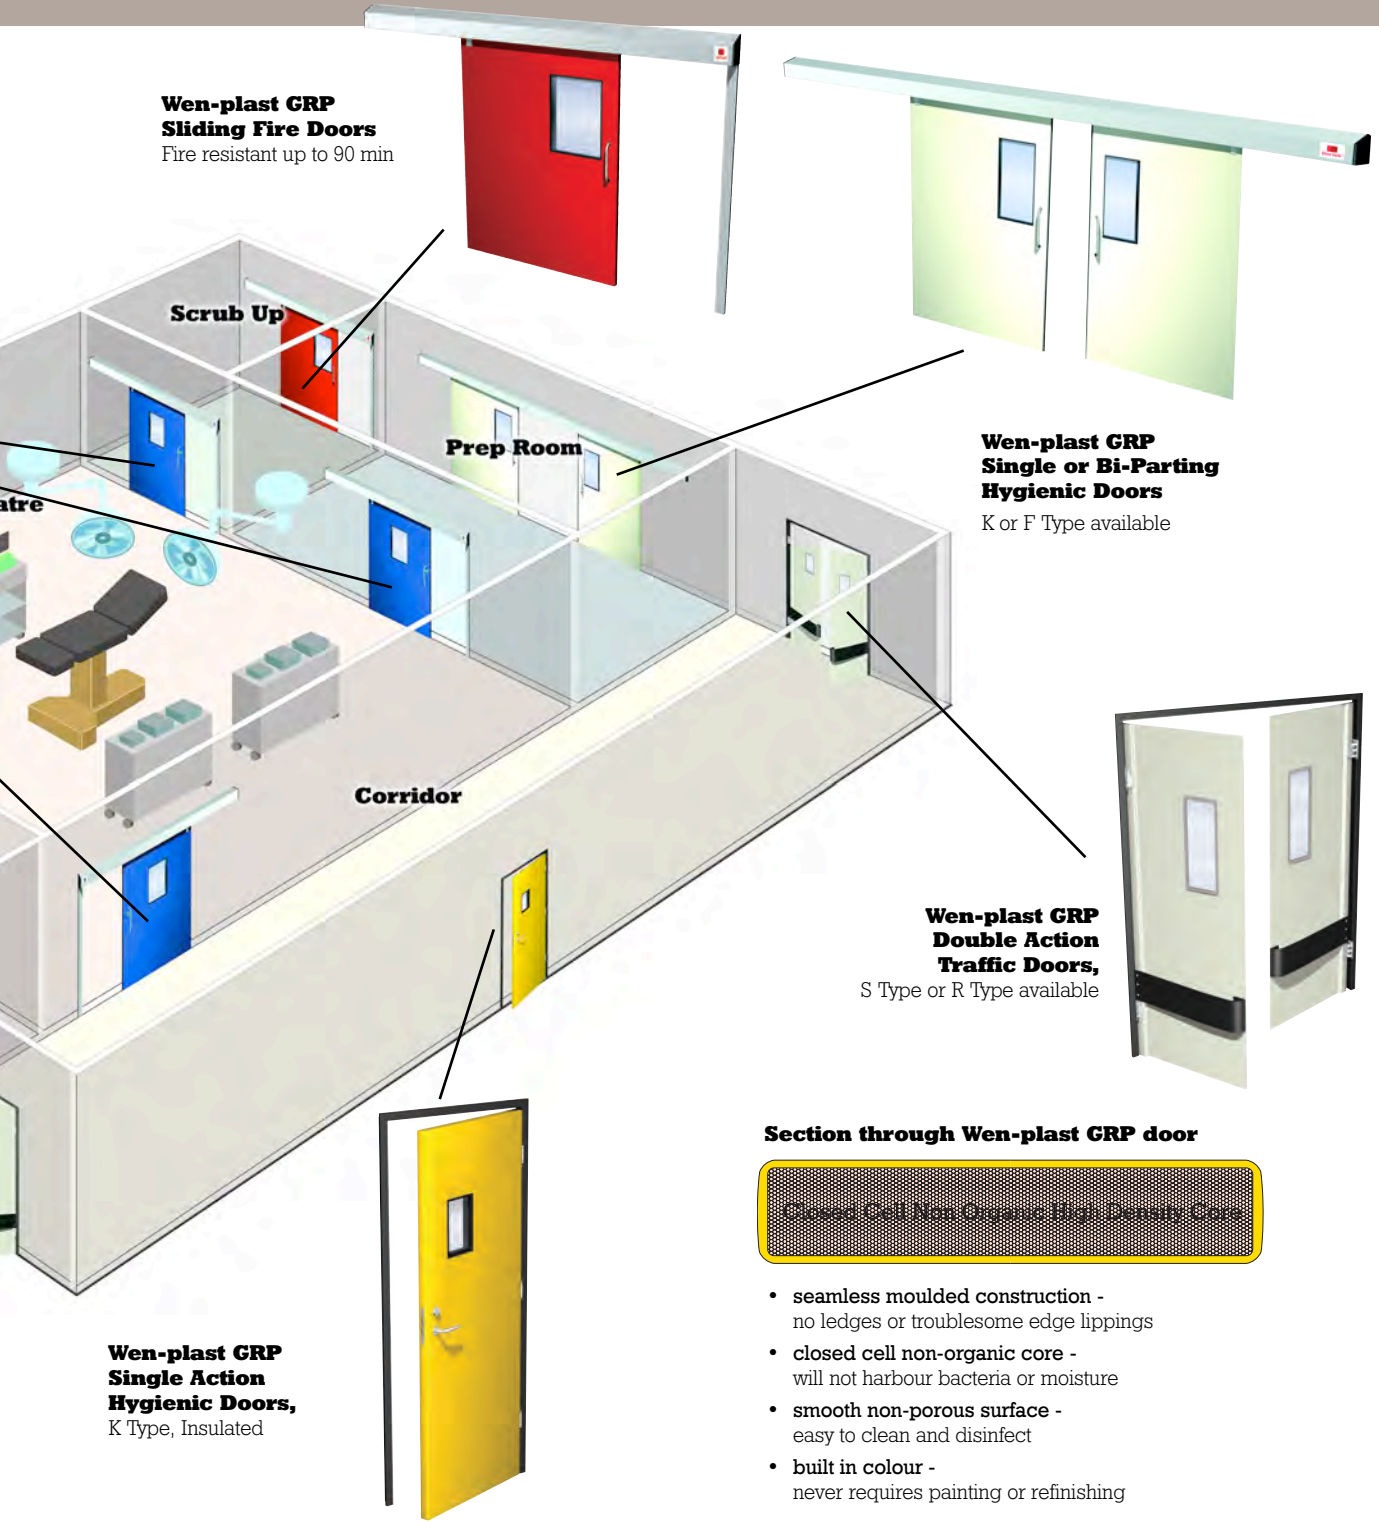 Wen-plast GRP
Sliding Fire Doors
Fire resistant up to 90 min
Scrub Up
Prep Room
atre
Wen-plast GRP
Single or Bi-Parting
Hygienic Doors
K or F Type available
Corridor
Wen-plast GRP
Double Action
Traffic Doors,
S Type or R Type available
Section through Wen-plast GRP door
Closed Cell Non Organic High Density Core
• seamless moulded construction -
no ledges or troublesome edge lippings
• closed cell non-organic core -
will not harbour bacteria or moisture
• smooth non-porous surface -
easy to clean and disinfect
• built in colour -
never requires painting or refinishing
Wen-plast GRP
Single Action
Hygienic Doors,
K Type, Insulated